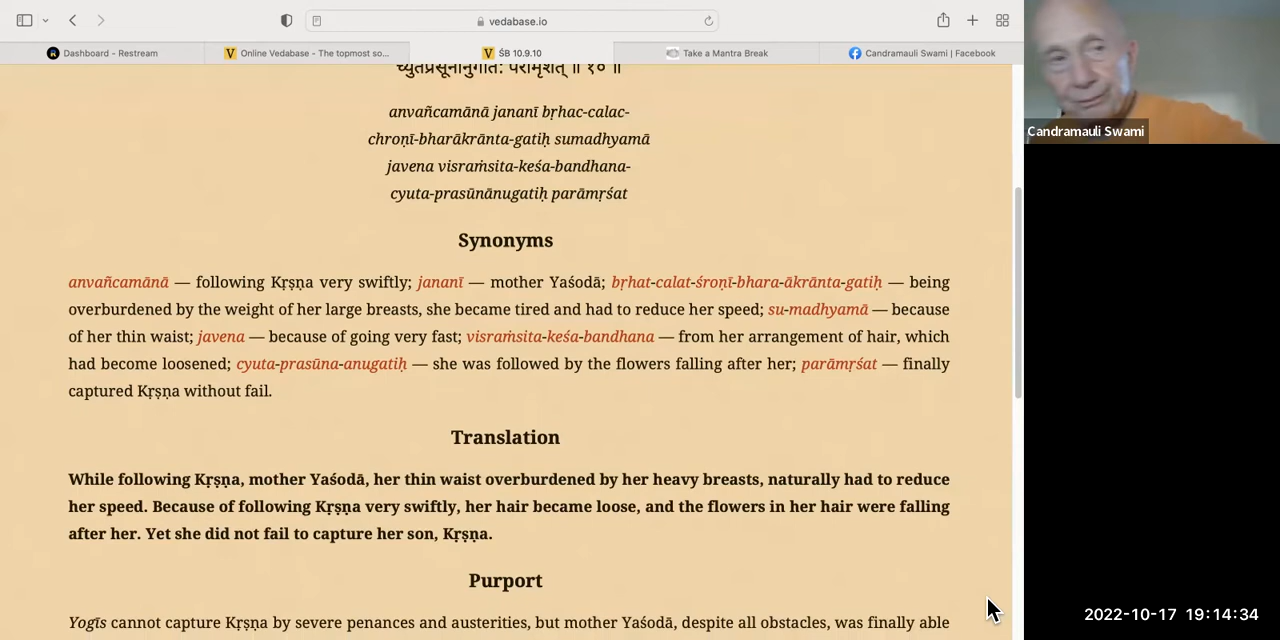 vedabase.io
Dashboard - Restream
Online Vedabase - The topmost so...
ŚB 10.9.10
Take a Mantra Break
Candramauli Swami | Facebook
च्युतप्रसूनानुगति: परामृशत् ॥ १० ॥
anvañcamānā jananī bṛhac-calac-
chroṇī-bharākrānta-gatiḥ sumadhyamā
javena visraṁsita-keśa-bandhana-
cyuta-prasūnānugatiḥ parāmṛśat
Synonyms
anvañcamānā — following Kṛṣṇa very swiftly; jananī — mother Yaśodā; bṛhat-calat-śroṇī-bhara-ākrānta-gatiḥ — being
overburdened by the weight of her large breasts, she became tired and had to reduce her speed; su-madhyamā — because
of her thin waist; javena — because of going very fast; visraṁsita-keśa-bandhana — from her arrangement of hair, which
had become loosened; cyuta-prasūna-anugatiḥ — she was followed by the flowers falling after her; parāmṛśat — finally
captured Kṛṣṇa without fail.
Translation
While following Kṛṣṇa, mother Yaśodā, her thin waist overburdened by her heavy breasts, naturally had to reduce
her speed. Because of following Kṛṣṇa very swiftly, her hair became loose, and the flowers in her hair were falling
after her. Yet she did not fail to capture her son, Kṛṣṇa.
Purport
Yogīs cannot capture Kṛṣṇa by severe penances and austerities, but mother Yaśodā, despite all obstacles, was finally able
Candramauli Swami
2022-10-17 19:14:34